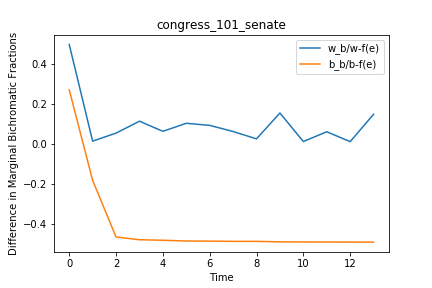 congress_101_senate
Difference in Marginal Bichromatic Fractions
0.4
0.2
0.0
−0.2
−0.4
w_b/w-f(e)
b_b/b-f(e)
0 2 4 6 8 10 12
Time